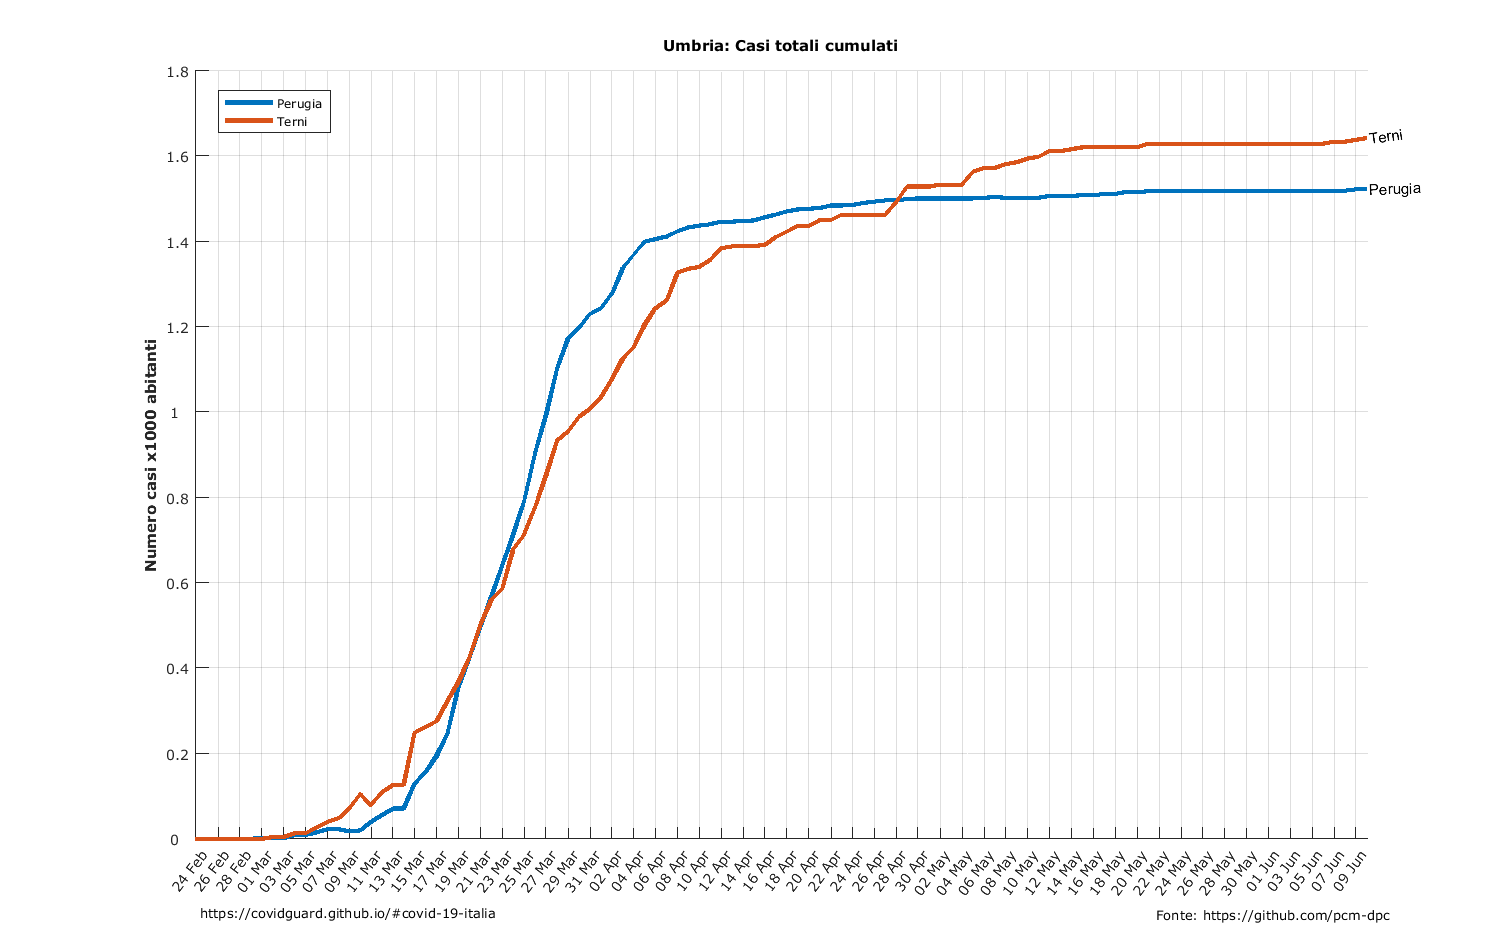 Umbria: Casi totali cumulati
1.8
1.6
1.4
1.2
1
0.8
0.6
0.4
0.2
0
Numero casi x1000 abitanti
Perugia
Terni
Terni
Perugia
24 Feb
26 Feb
28 Feb
01 Mar
03 Mar
05 Mar
07 Mar
09 Mar
11 Mar
13 Mar
15 Mar
17 Mar
19 Mar
21 Mar
23 Mar
25 Mar
27 Mar
29 Mar
31 Mar
02 Apr
04 Apr
06 Apr
08 Apr
10 Apr
12 Apr
14 Apr
16 Apr
18 Apr
20 Apr
22 Apr
24 Apr
26 Apr
28 Apr
30 Apr
02 May
04 May
06 May
08 May
10 May
12 May
14 May
16 May
18 May
20 May
22 May
24 May
26 May
28 May
30 May
01 Jun
03 Jun
05 Jun
07 Jun
09 Jun
https://covidguard.github.io/#covid-19-italia
Fonte: https://github.com/pcm-dpc